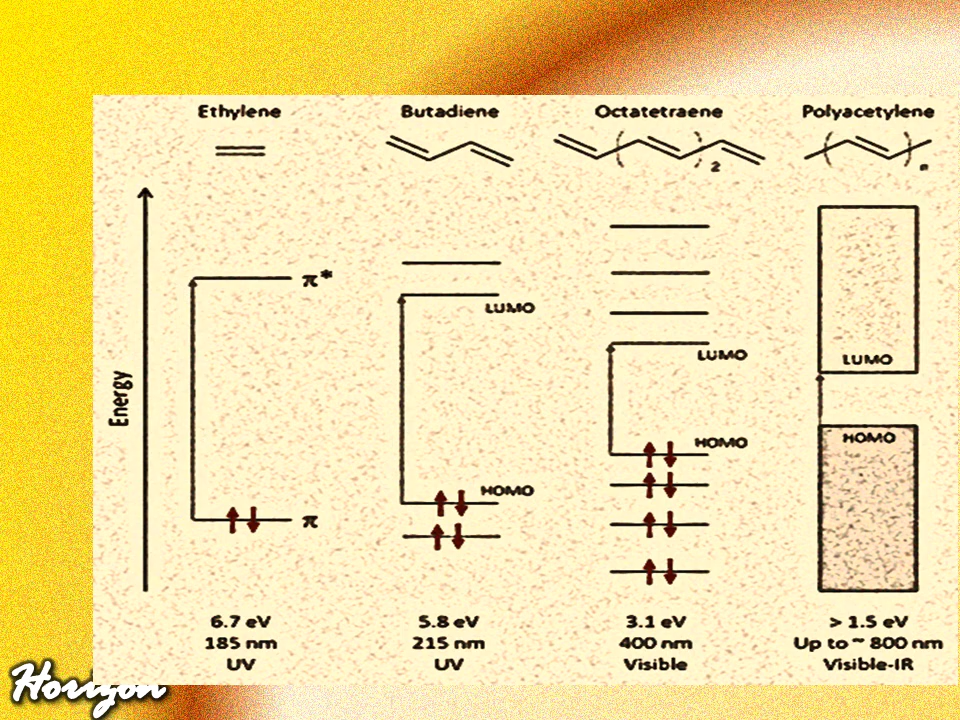 Ethylene
Butadiene
Octatetraene
Polyacetylene
2
n
π*
LUMO
LUMO
LUMO
Energy
HOMO
HOMO
HOMO
π
6.7 eV
185 nm
UV
5.8 eV
215 nm
UV
3.1 eV
400 nm
Visible
> 1.5 eV
Up to ~ 800 nm
Visible-IR
Horizon